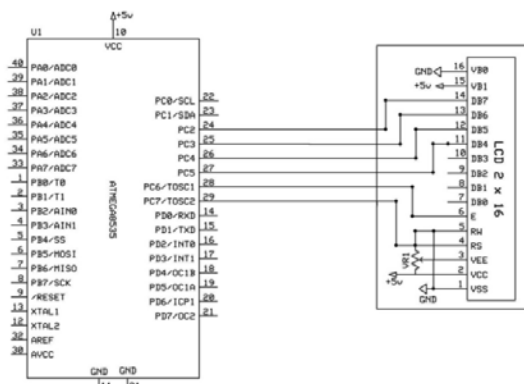 +5v
U1
10
VCC
40 PA0/ADC0
39 PA1/ADC1
38 PA2/ADC2
37 PA3/ADC3
36 PA4/ADC4
35 PA5/ADC5
34 PA6/ADC6
33 PA7/ADC7
1 PB0/T0
2 PB1/T1
3 PB2/AIN0
4 PB3/AIN1
5 PB4/SS
6 PB5/MOSI
7 PB6/MISO
8 PB7/SCK
9 /RESET
13 XTAL1
12 XTAL2
32 AREF
30 AVCC
ATMEGA8535
PC0/SCL 22
PC1/SDA 23
PC2 24
PC3 25
PC4 26
PC5 27
PC6/TOSC1 28
PC7/TOSC2 29
PD0/RXD 14
PD1/TXD 15
PD2/INT0 16
PD3/INT1 17
PD4/OC1B 18
PD5/OC1A 19
PD6/ICP1 20
PD7/OC2 21
GND GND
GND 16 VB0
+5v 15 VB1
14 DB7
13 DB6
12 DB5
11 DB4
10 DB3
9 DB2
8 DB1
7 DB0
6 E
5 RW
4 RS
VR1 3 VEE
2 VCC
+5v
1 VSS
GND
LCD 2 x 16